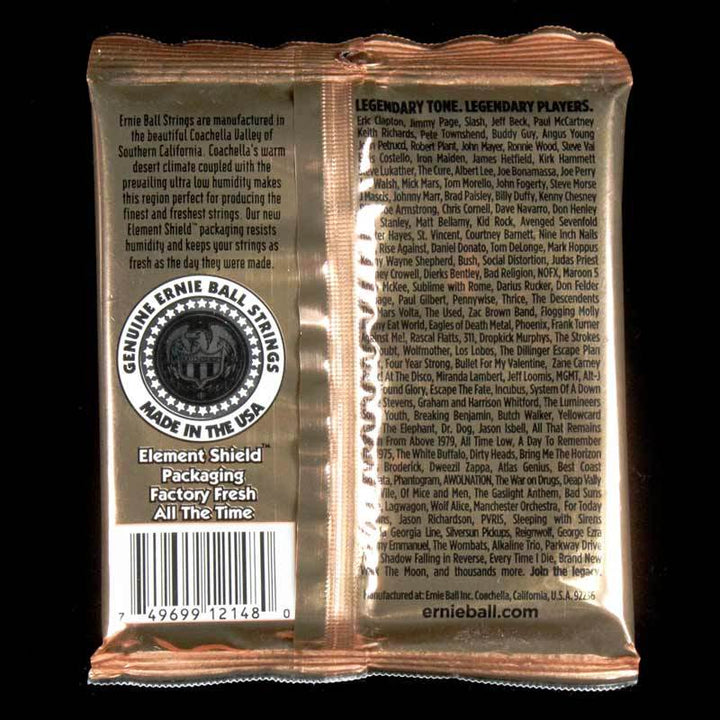 Ernie Ball Strings are manufactured in
the beautiful Coachella Valley of
Southern California. Coachella's warm
desert climate coupled with the
prevailing ultra low humidity makes
this region perfect for producing the
finest and freshest strings. Our new
Element Shield™ packaging resists
humidity and keeps your strings as
fresh as the day they were made.
GENUINE ERNIE BALL STRINGS
MADE IN THE USA
Element Shield™
Packaging
Factory Fresh
All The Time
7 49699 12148 0
LEGENDARY TONE. LEGENDARY PLAYERS.
Eric Clapton, Jimmy Page, Slash, Jeff Beck, Paul McCartney
Keith Richards, Pete Townshend, Buddy Guy, Angus Young
Petrucci, Robert Plant, John Mayer, Ronnie Wood, Steve Vai
Costello, Iron Maiden, James Hetfield, Kirk Hammett
Lukather, The Cure, Albert Lee, Joe Bonamassa, Joe Perry
Walsh, Mick Mars, Tom Morello, John Fogerty, Steve Morse
Mascis, Johnny Marr, Brad Paisley, Billy Duffy, Kenny Chesney
Armstrong, Chris Cornell, Dave Navarro, Don Henley
Stanley, Matt Bellamy, Kid Rock, Avenged Sevenfold
Hayes, St. Vincent, Courtney Barnett, Nine Inch Nails
Rise Against, Daniel Donato, Tom DeLonge, Mark Hoppus
Wayne Shepherd, Bush, Social Distortion, Judas Priest
Crowell, Dierks Bentley, Bad Religion, NOFX, Maroon 5
McKee, Sublime with Rome, Darius Rucker, Don Felder
Paul Gilbert, Pennywise, Thrice, The Descendents
Mars Volta, The Used, Zac Brown Band, Flogging Molly
Eat World, Eagles of Death Metal, Phoenix, Frank Turner
Against Me!, Rascal Flatts, 311, Dropkick Murphys, The Strokes
Wolfmother, Los Lobos, The Dillinger Escape Plan
Four Year Strong, Bullet For My Valentine, Zane Carney
At The Disco, Miranda Lambert, Jeff Loomis, MGMT, Alt-J
Found Glory, Escape The Fate, Incubus, System Of A Down
Stevens, Graham and Harrison Whitford, The Lumineers
Youth, Breaking Benjamin, Butch Walker, Yellowcard
The Elephant, Dr. Dog, Jason Isbell, All That Remains
From Above 1979, All Time Low, A Day To Remember
The White Buffalo, Dirty Heads, Bring Me The Horizon
Broderick, Dweezil Zappa, Atlas Genius, Best Coast
Phantogram, AWOLNATION, The War on Drugs, Deap Vally
Of Mice and Men, The Gaslight Anthem, Bad Suns
Lagwagon, Wolf Alice, Manchester Orchestra, For Today
Jason Richardson, PVRIS, Sleeping with Sirens
Georgia Line, Silversun Pickups, Reignwolf, George Ezra
Emmanuel, The Wombats, Alkaline Trio, Parkway Drive
Shadow Falling in Reverse, Every Time I Die, Brand New
The Moon, and thousands more. Join the legacy.
Manufactured at: Ernie Ball Inc. Coachella, California, U.S.A. 92236
ernieball.com